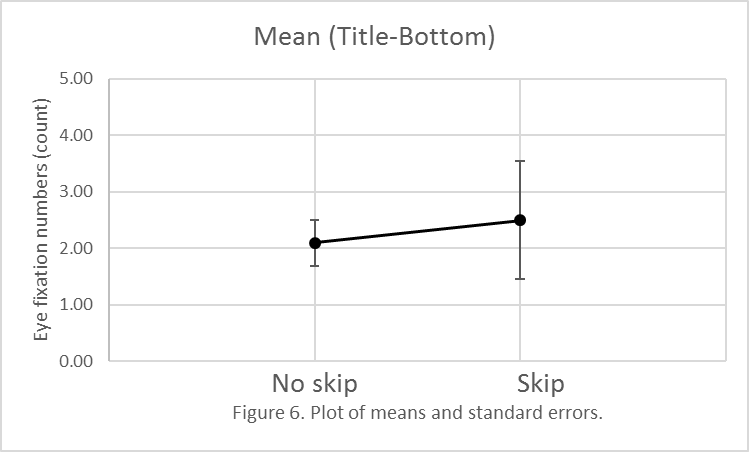 Mean (Title-Bottom)
Eye fixation numbers (count)
5.00
4.00
3.00
2.00
1.00
0.00
No skip Skip
Figure 6. Plot of means and standard errors.